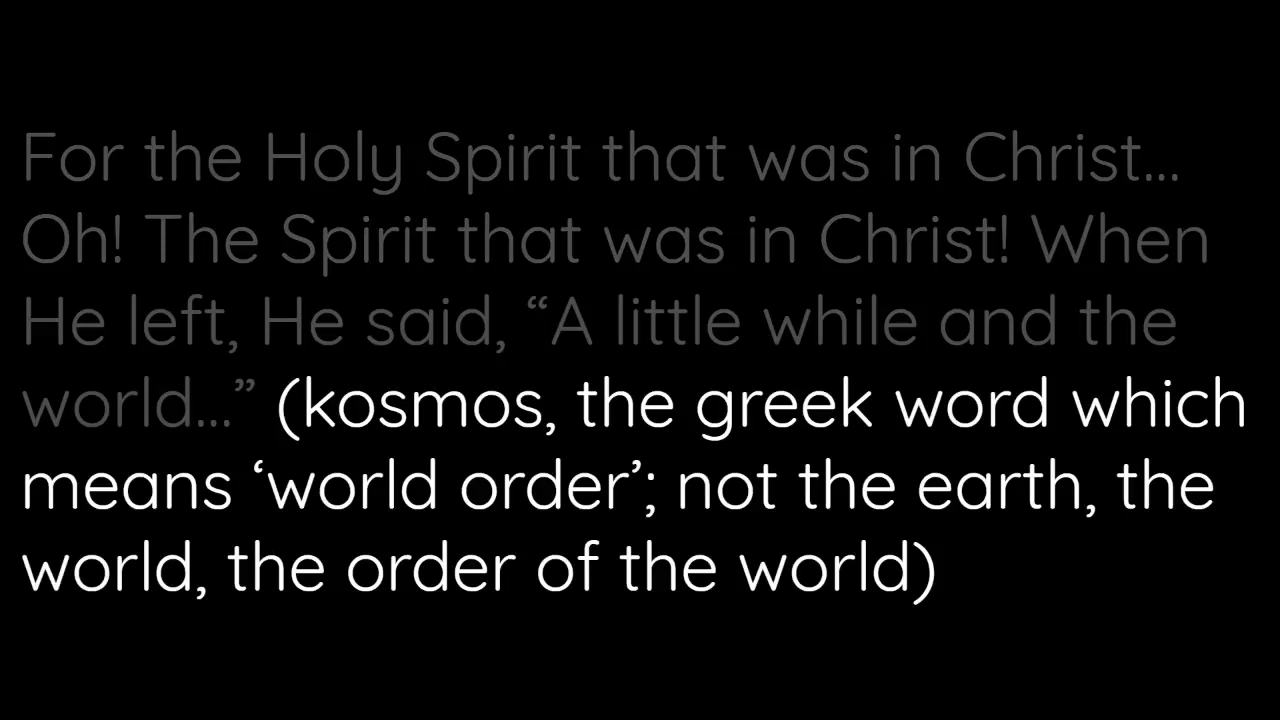 For the Holy Spirit that was in Christ...
Oh! The Spirit that was in Christ! When
He left, He said, “A little while and the
world...” (kosmos, the greek word which
means ‘world order’; not the earth, the
world, the order of the world)